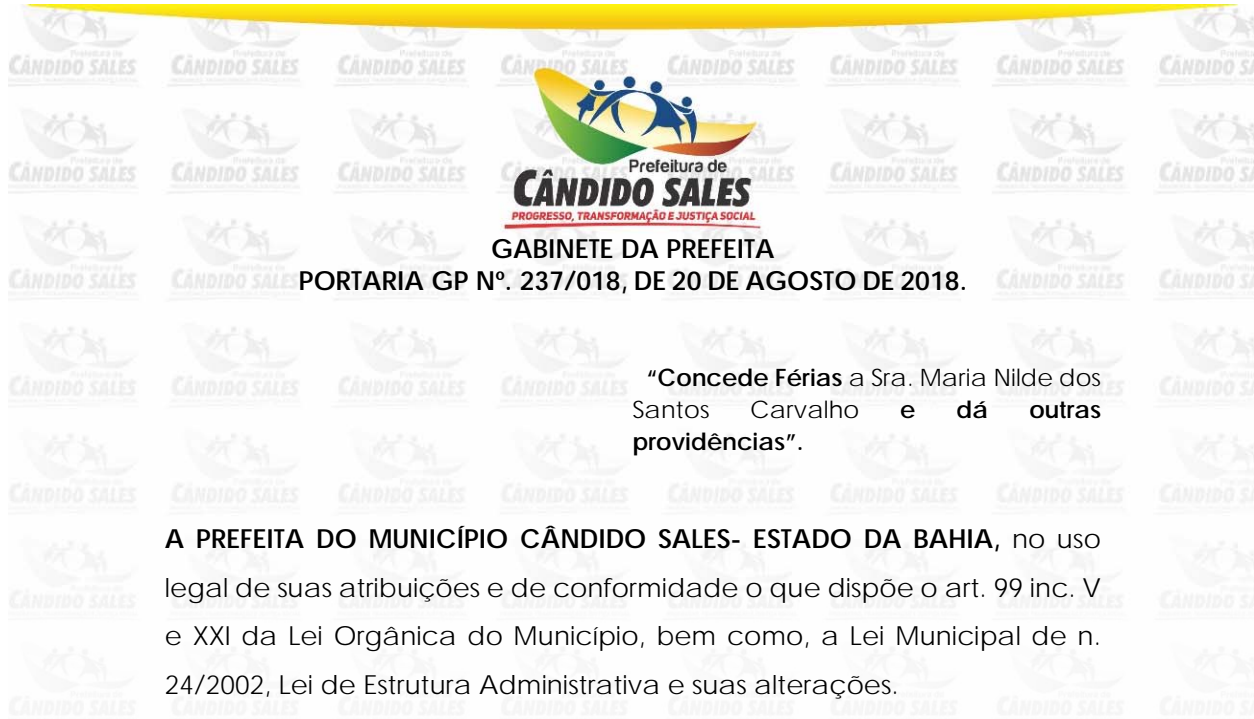 Prefeitura de
CÂNDIDO SALES
PROGRESSO, TRANSFORMAÇÃO E JUSTIÇA SOCIAL
GABINETE DA PREFEITA
PORTARIA GP Nº. 237/018, DE 20 DE AGOSTO DE 2018.
“Concede Férias a Sra. Maria Nilde dos
Santos Carvalho e dá outras
providências”.
A PREFEITA DO MUNICÍPIO CÂNDIDO SALES- ESTADO DA BAHIA, no uso
legal de suas atribuições e de conformidade o que dispõe o art. 99 inc. V
e XXI da Lei Orgânica do Município, bem como, a Lei Municipal de n.
24/2002, Lei de Estrutura Administrativa e suas alterações.